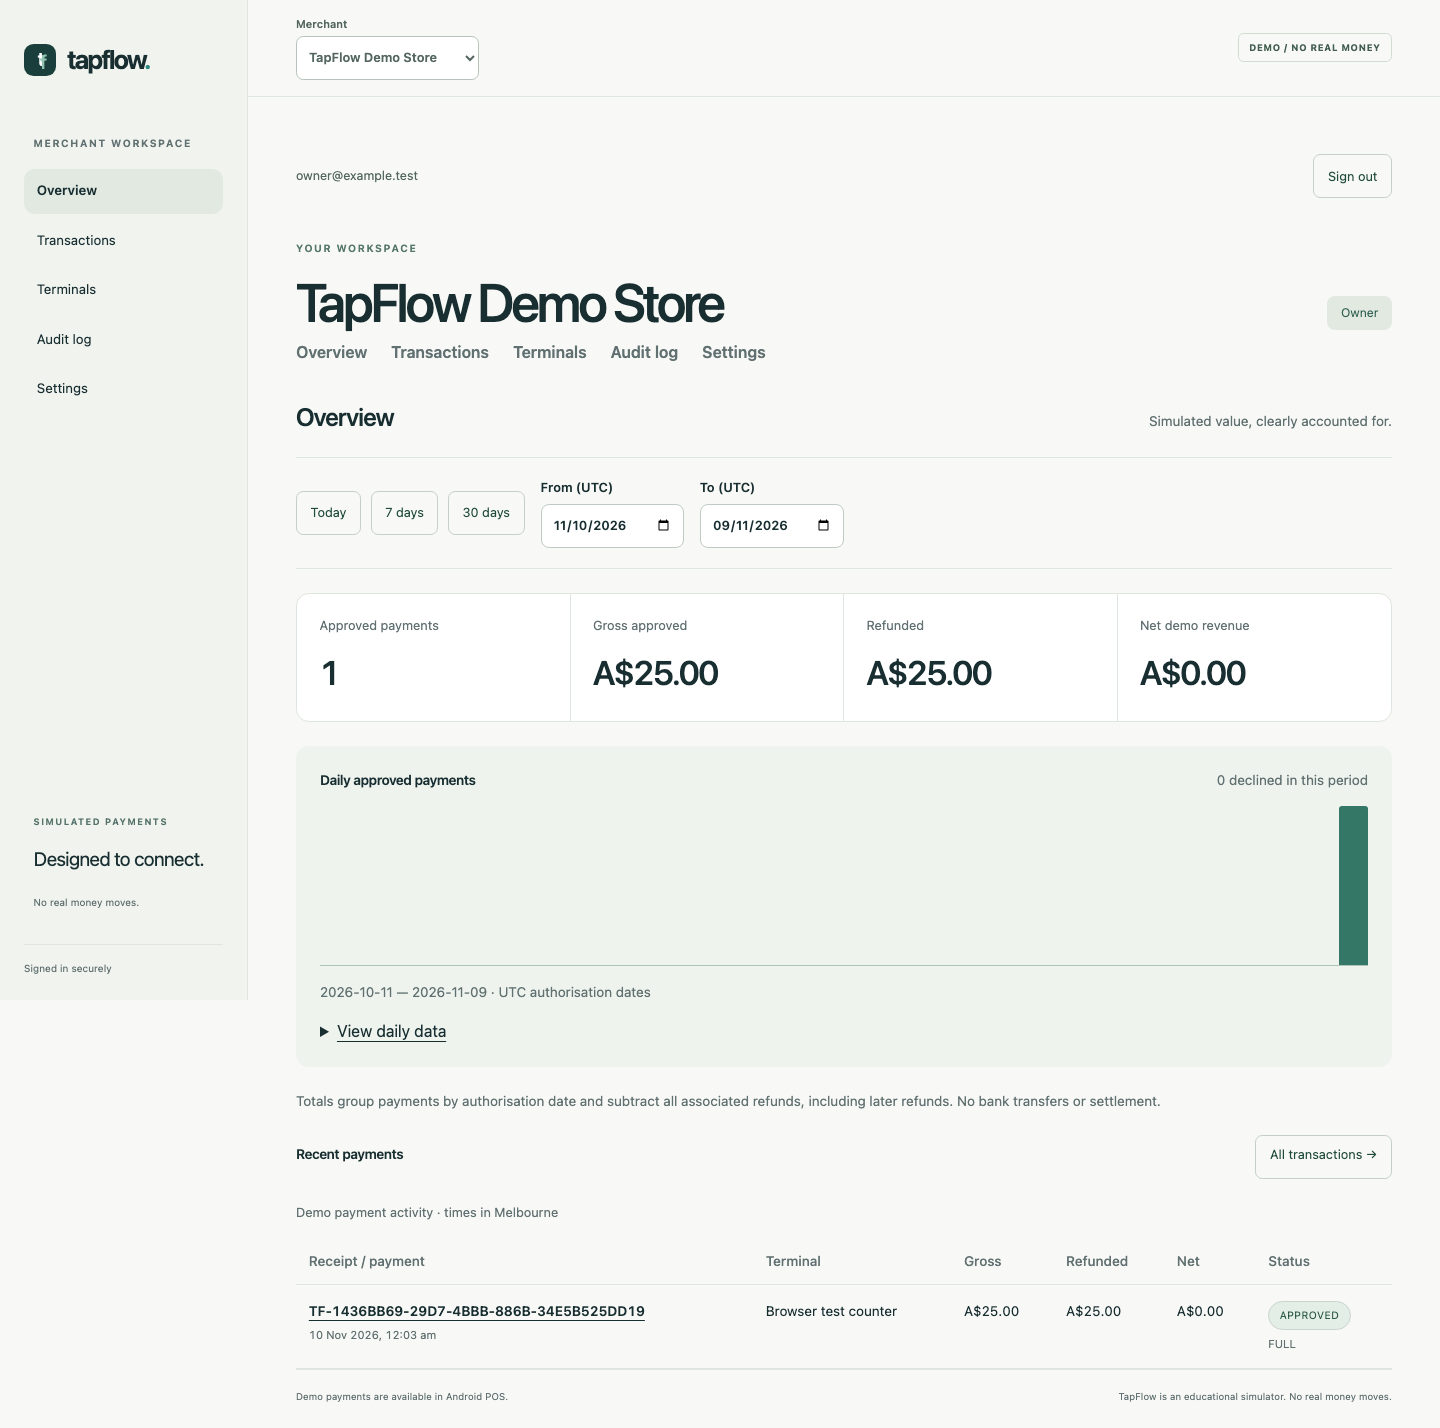 tapflow.
MERCHANT WORKSPACE
Overview
Transactions
Terminals
Audit log
Settings
SIMULATED PAYMENTS
Designed to connect.
No real money moves.
Signed in securely
Merchant
TapFlow Demo Store
DEMO / NO REAL MONEY
owner@example.test
Sign out
YOUR WORKSPACE
TapFlow Demo Store
Owner
Overview Transactions Terminals Audit log Settings
Overview
Simulated value, clearly accounted for.
Today 7 days 30 days
From (UTC)
11/10/2026
To (UTC)
09/11/2026
Approved payments
1
Gross approved
A$25.00
Refunded
A$25.00
Net demo revenue
A$0.00
Daily approved payments
0 declined in this period
2026-10-11 — 2026-11-09 · UTC authorisation dates
View daily data
Totals group payments by authorisation date and subtract all associated refunds, including later refunds. No bank transfers or settlement.
Recent payments
All transactions →
Demo payment activity · times in Melbourne
Receipt / payment Terminal Gross Refunded Net Status
TF-1436BB69-29D7-4BBB-886B-34E5B525DD19 Browser test counter A$25.00 A$25.00 A$0.00 APPROVED
10 Nov 2026, 12:03 am FULL
Demo payments are available in Android POS.
TapFlow is an educational simulator. No real money moves.